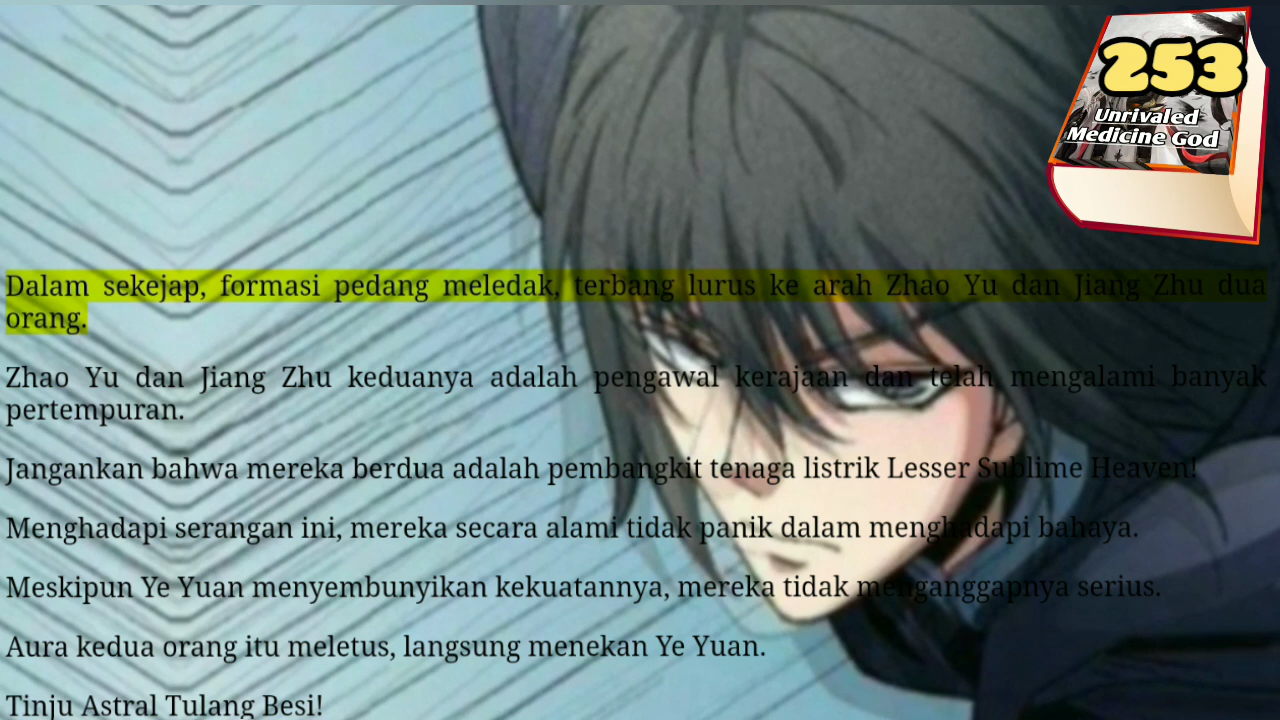 253
Unrivaled
Medicine God
Dalam sekejap, formasi pedang meledak, terbang lurus ke arah Zhao Yu dan Jiang Zhu dua
orang.
Zhao Yu dan Jiang Zhu keduanya adalah pengawal kerajaan dan telah mengalami banyak
pertempuran.
Jangankan bahwa mereka berdua adalah pembangkit tenaga listrik Lesser Sublime Heaven!
Menghadapi serangan ini, mereka secara alami tidak panik dalam menghadapi bahaya.
Meskipun Ye Yuan menyembunyikan kekuatannya, mereka tidak menganggapnya serius.
Aura kedua orang itu meletus, langsung menekan Ye Yuan.
Tinju Astral Tulang Besi!